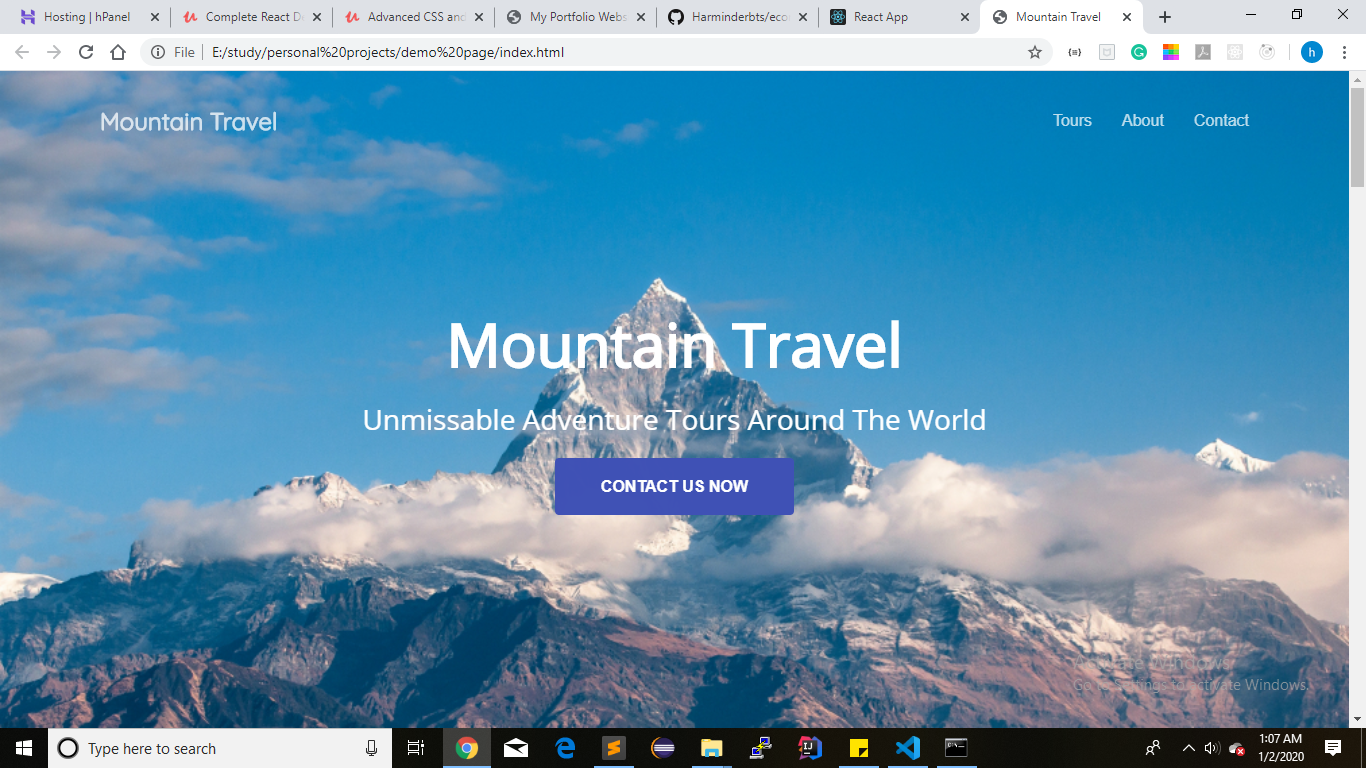 Hosting | hPanel
Complete React D
Advanced CSS and
My Portfolio Webs
Harminderbts/eco
React App
Mountain Travel
File
E:/study/personal%20projects/demo%20page/index.html
h
Mountain Travel
Tours
About
Contact
Mountain Travel
Unmissable Adventure Tours Around The World
CONTACT US NOW
Activate Windows
Go to Settings to activate Windows.
Type here to search
1:07 AM
1/2/2020